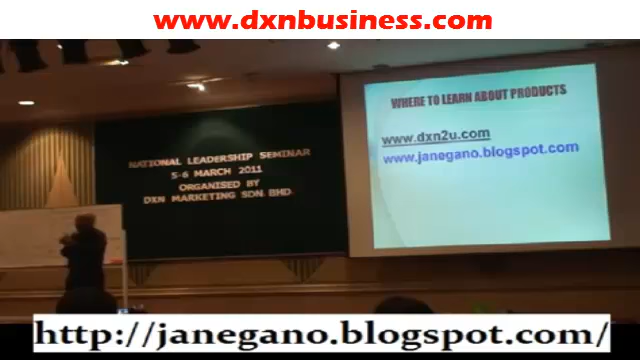 www.dxnbusiness.com
WHERE TO LEARN ABOUT PRODUCTS
www.dxn2u.com
www.janegano.blogspot.com
NATIONAL LEADERSHIP SEMINAR
5-6 MARCH 2011
ORGANISED BY
DXN MARKETING SDN. BHD.
http://janegano.blogspot.com/